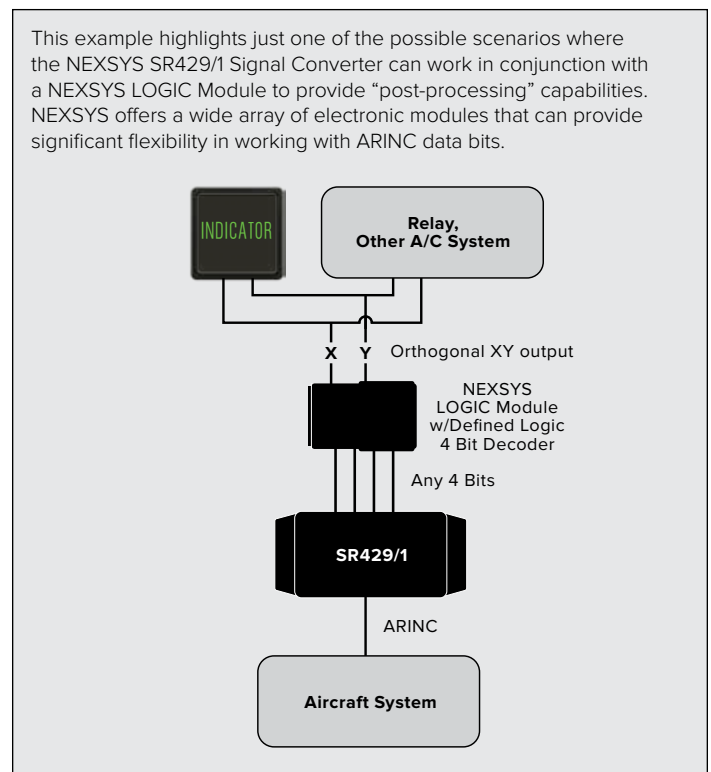 This example highlights just one of the possible scenarios where
the NEXSYS SR429/1 Signal Converter can work in conjunction with
a NEXSYS LOGIC Module to provide “post-processing” capabilities.
NEXSYS offers a wide array of electronic modules that can provide
significant flexibility in working with ARINC data bits.
INDICATOR
Relay,
Other A/C System
X Y Orthogonal XY output
NEXSYS
LOGIC Module
w/Defined Logic
4 Bit Decoder
Any 4 Bits
SR429/1
ARINC
Aircraft System